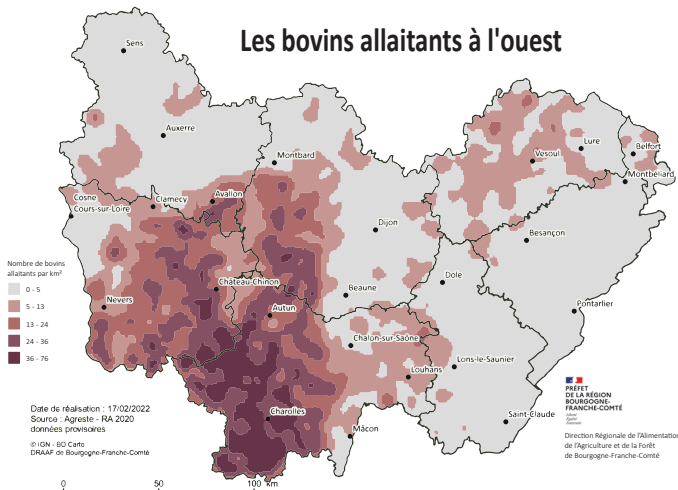 Les bovins allaitants à l'ouest
Sens
Auxerre
Montbard
Lure
Belfort
Vesoul
Montbéliard
Avallon
Cosne
Cours-sur-Loire
Clamecy
Dijon
Besançon
Nombre de bovins
allaitants par km²
0 - 5
5 - 13
13 - 24
24 - 36
36 - 76
Château-Chinon
Dole
Beaune
Nevers
Autun
Pontarlier
Chalon-sur-Saône
Lons-le-Saunier
Louhans
Charolles
Saint-Claude
Mâcon
PRÉFET
DE LA RÉGION
BOURGOGNE-
FRANCHE-COMTÉ
Liberté
Égalité
Fraternité
Direction Régionale de l'Alimentation
de l'Agriculture et de la Forêt
de Bourgogne-Franche-Comté
Date de réalisation : 17/02/2022
Source : Agreste - RA 2020
données provisoires
© IGN - BD Carto
DRAAF de Bourgogne-Franche-Comté
0 50 100 km